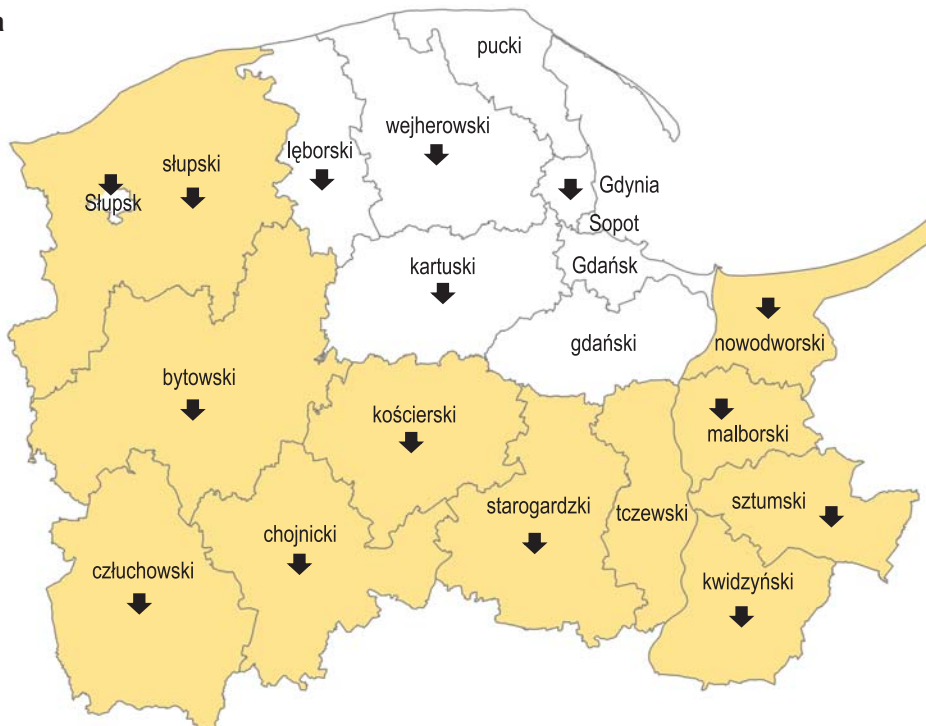 a
pucki
wejherowski
lęborski
słupski
Słupsk
Gdynia
Sopot
kartuski
Gdańsk
gdański
nowodworski
bytowski
kościerski
malborski
starogardzki
tczewski
sztumski
chojnicki
człuchowski
kwidzyński